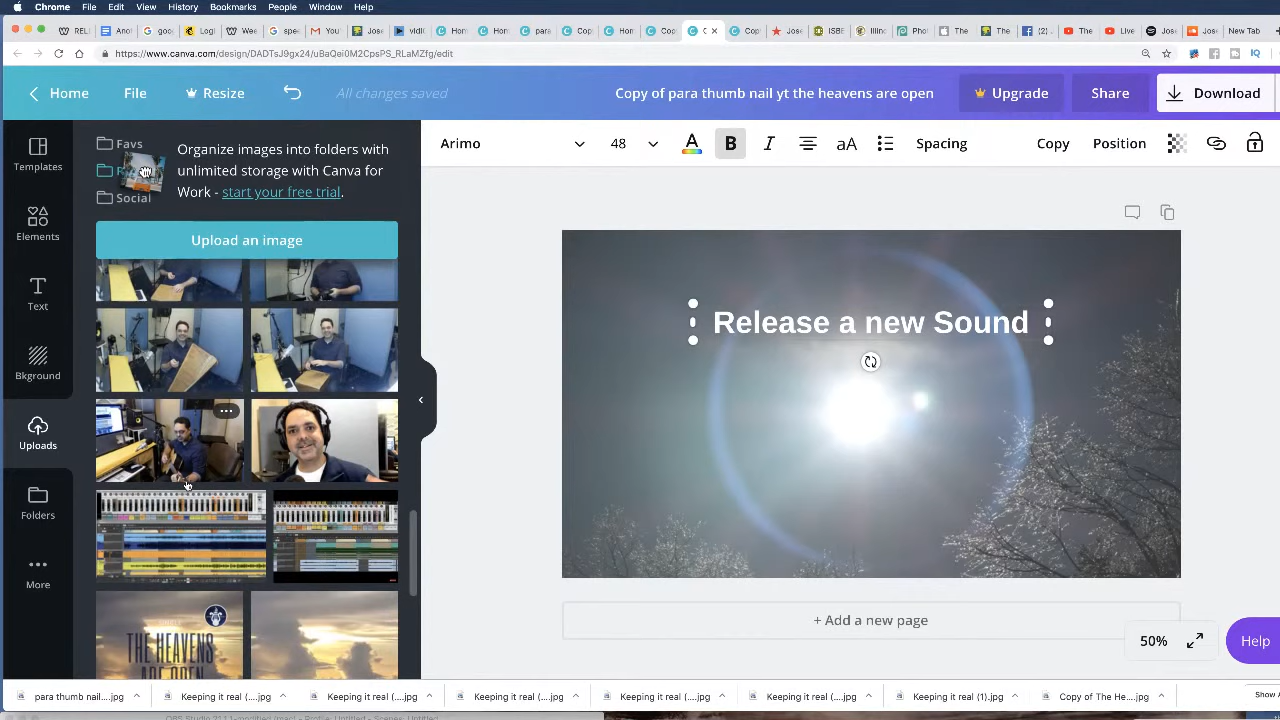 Chrome File Edit View History Bookmarks People Window Help
https://www.canva.com/design/DADTsJ9gx24/uBaQei0M2CpsPS_RLaMZfg/edit
Home File Resize All changes saved Copy of para thumb nail yt the heavens are open Upgrade Share Download
Arimo 48 B I aA Spacing Copy Position
Templates
Elements
Text
Bkground
Uploads
Folders
More
Favs
Social
Organize images into folders with
unlimited storage with Canva for
Work - start your free trial.
Upload an image
THE HEAVENS
ARE OPEN
Release a new Sound
+ Add a new page
50%
Help
para thumb nail....jpg Keeping it real (....jpg Keeping it real (....jpg Keeping it real (....jpg Keeping it real (....jpg Keeping it real (....jpg Keeping it real (1).jpg Copy of The He....jpg Show